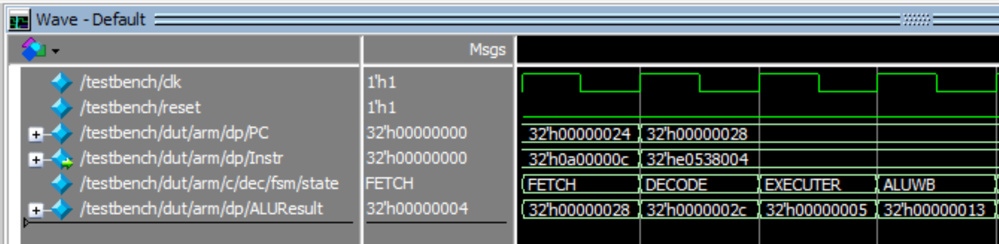 Wave - Default
Msgs
/testbench/clk 1'h1
/testbench/reset 1'h1
/testbench/dut/arm/dp/PC 32'h00000000 32'h00000024 32'h00000028
/testbench/dut/arm/dp/Instr 32'h00000000 32'h0a00000c 32'he0538004
/testbench/dut/arm/c/dec/fsm/state FETCH FETCH DECODE EXECUTER ALUWB
/testbench/dut/arm/dp/ALUResult 32'h00000004 32'h00000028 32'h0000002c 32'h00000005 32'h00000013